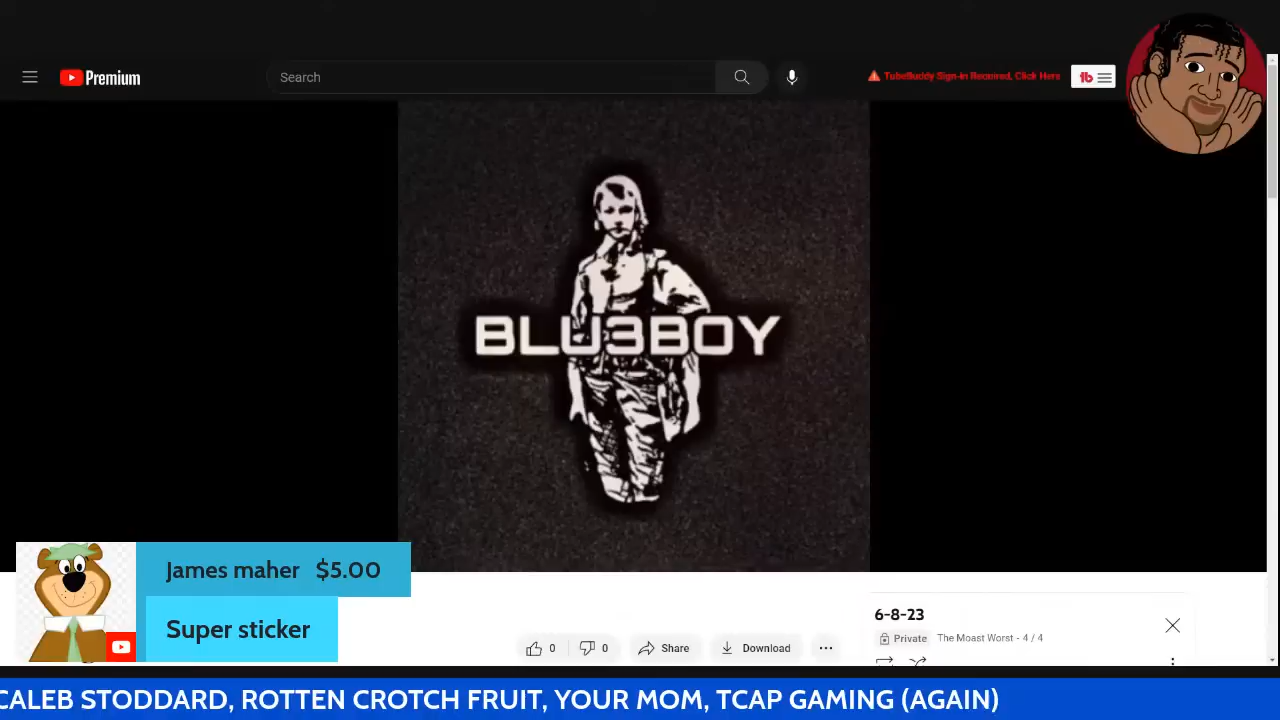 Premium
Search
TubeBuddy Sign-in Required, Click Here
tb
BLU3BOY
James maher $5.00
Super sticker
6-8-23
Private The Moast Worst - 4 / 4
0 0 Share Download
CALEB STODDARD, ROTTEN CROTCH FRUIT, YOUR MOM, TCAP GAMING (AGAIN)